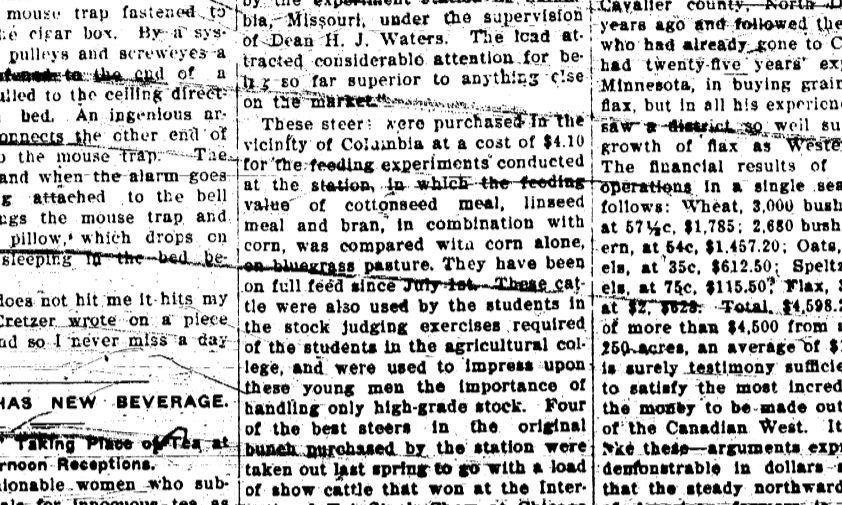 mouse trap fastened to
cigar box. By a sys-
pulleys and screweyes a
to the end of a
to the ceiling direct-
bed. An ingenious ar-
the other end of
the mouse trap. The
and when the alarm goes
attached to the bell
the mouse trap and
pillow, which drops on
sleeping in the bed be-
does not hit me it hits my
Cretzer wrote on a piece
so I never miss a day
HAS NEW BEVERAGE.
Taking Place of Tea at
Receptions.
women who sub-
for innocuous tea as
by the experiment station
bia, Missouri, under the supervision
of Dean H. J. Waters. The load at-
tracted considerable attention for be-
ing so far superior to anything else
on the market.
These steers were purchased in the
vicinity of Columbia at a cost of $4.10
for the feeding experiments conducted
at the station, in which the feeding
value of cottonseed meal, linseed
meal and bran, in combination with
corn, was compared with corn alone,
on bluegrass pasture. They have been
on full feed since July 1st. These cat-
tle were also used by the students in
the stock judging exercises required
of the students in the agricultural col-
lege, and were used to impress upon
these young men the importance of
handling only high-grade stock. Four
of the best steers in the original
bunch purchased by the station were
taken out last spring to go with a load
of show cattle that won at the Inter-
Cavalier county, North
years ago and followed the
who had already gone to
had twenty-five years'
Minnesota, in buying grain
flax, but in all his
saw a district so well
growth of flax as
The financial results of
operations in a single
follows: Wheat, 3,000
at 57½c, $1,785; 2,680
ern, at 54c, $1,457.20; Oats,
els, at 35c, $612.50;
els, at 75c, $115.50; Flax,
at $2, $628. Total,
of more than $4,500 from
250 acres, an average of
is surely testimony
to satisfy the most
the money to be made out
of the Canadian West. It
like these—arguments
demonstrable in dollars
that the steady northward